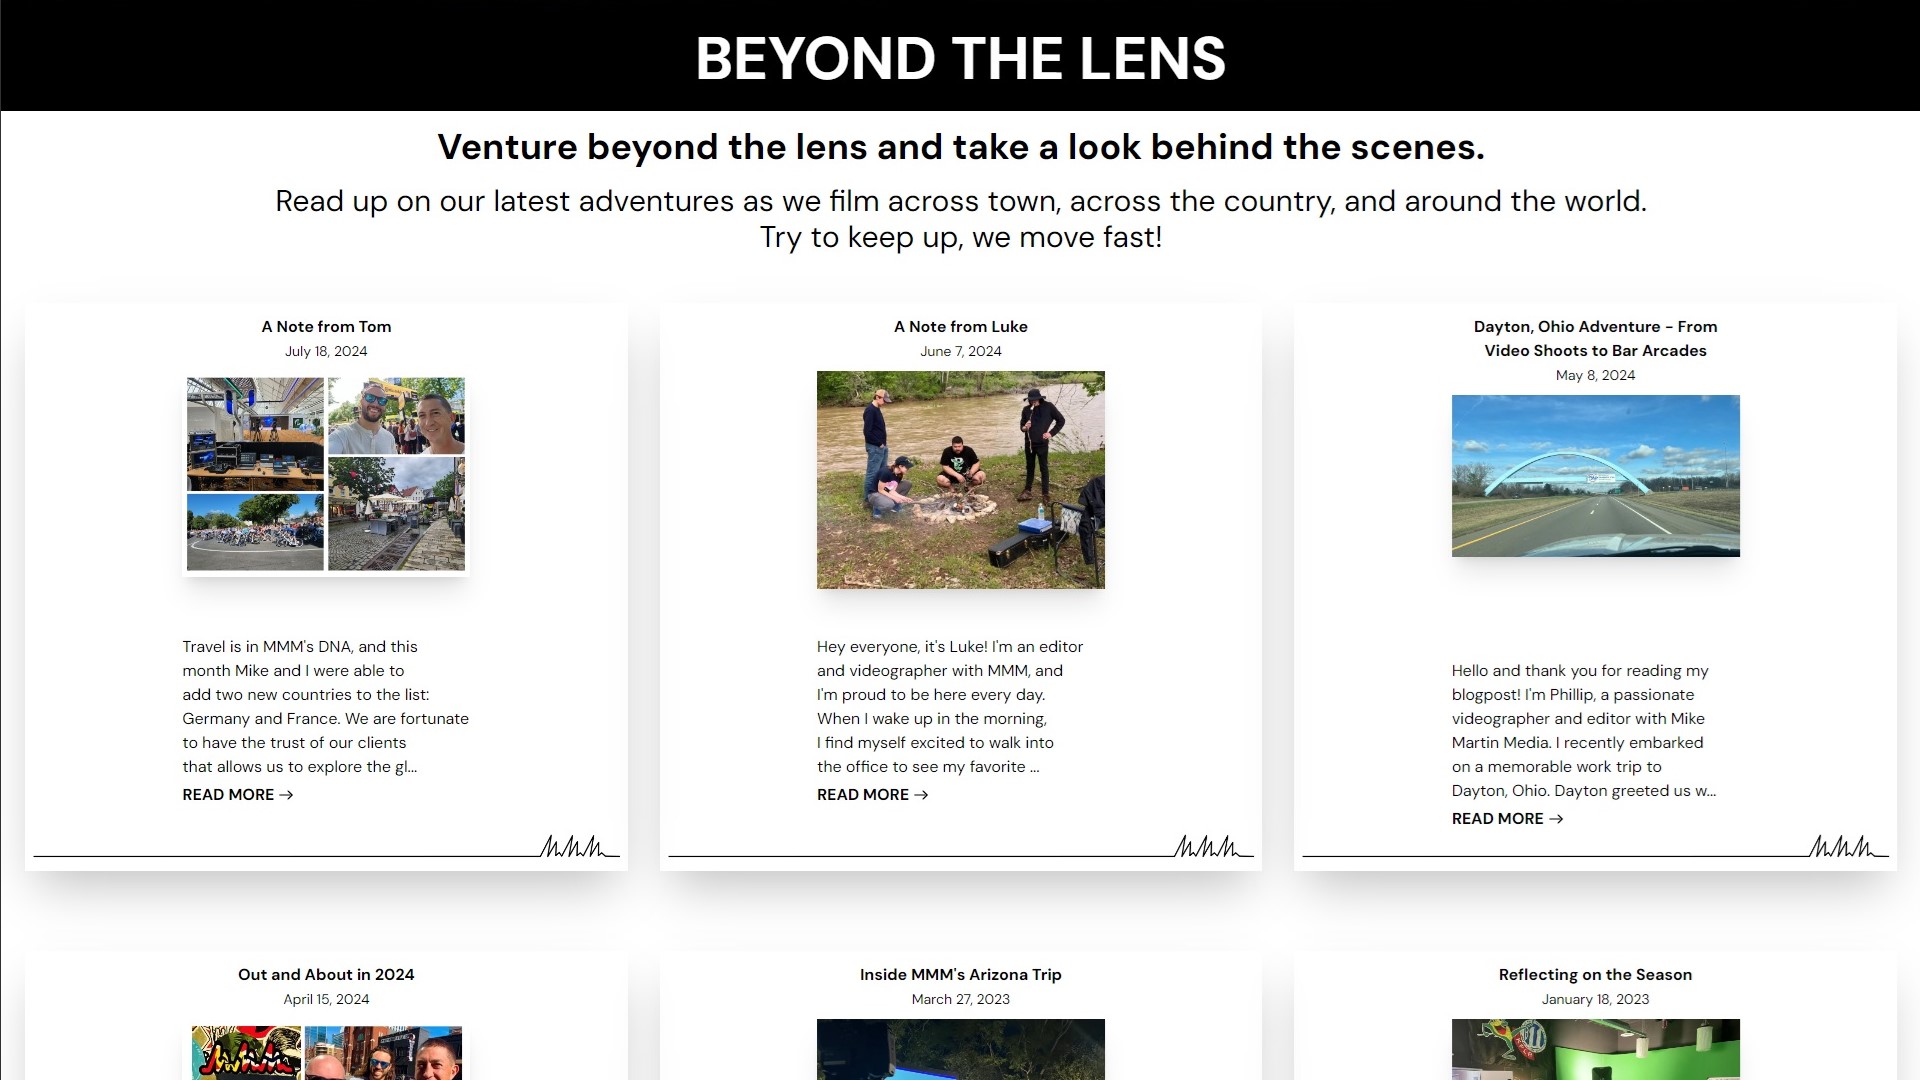 BEYOND THE LENS
Venture beyond the lens and take a look behind the scenes.
Read up on our latest adventures as we film across town, across the country, and around the world.
Try to keep up, we move fast!
A Note from Tom
July 18, 2024
Travel is in MMM's DNA, and this
month Mike and I were able to
add two new countries to the list:
Germany and France. We are fortunate
to have the trust of our clients
that allows us to explore the gl...
READ MORE →
MMM
A Note from Luke
June 7, 2024
Hey everyone, it's Luke! I'm an editor
and videographer with MMM, and
I'm proud to be here every day.
When I wake up in the morning,
I find myself excited to walk into
the office to see my favorite ...
READ MORE →
MMM
Dayton, Ohio Adventure - From
Video Shoots to Bar Arcades
May 8, 2024
Hello and thank you for reading my
blogpost! I'm Phillip, a passionate
videographer and editor with Mike
Martin Media. I recently embarked
on a memorable work trip to
Dayton, Ohio. Dayton greeted us w...
READ MORE →
MMM
Out and About in 2024
April 15, 2024
MMM
Inside MMM's Arizona Trip
March 27, 2023
Reflecting on the Season
January 18, 2023